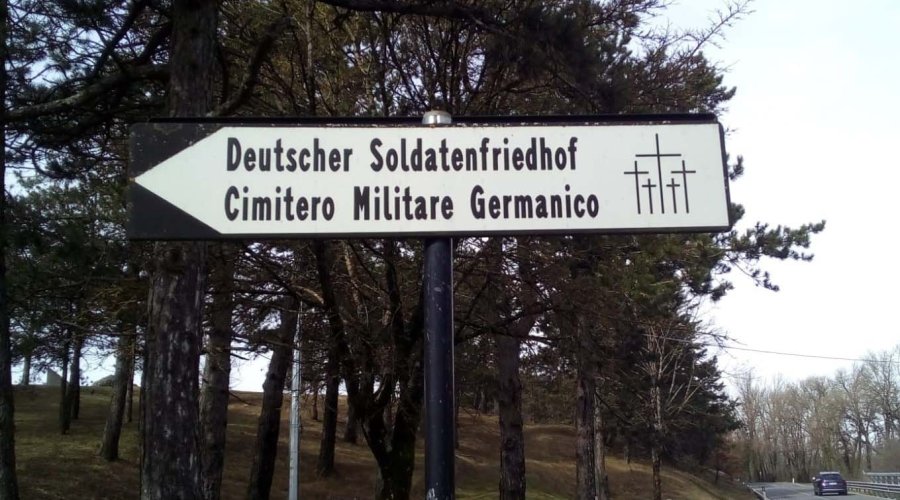 Deutscher Soldatenfriedhof
Cimitero Militare Germanico